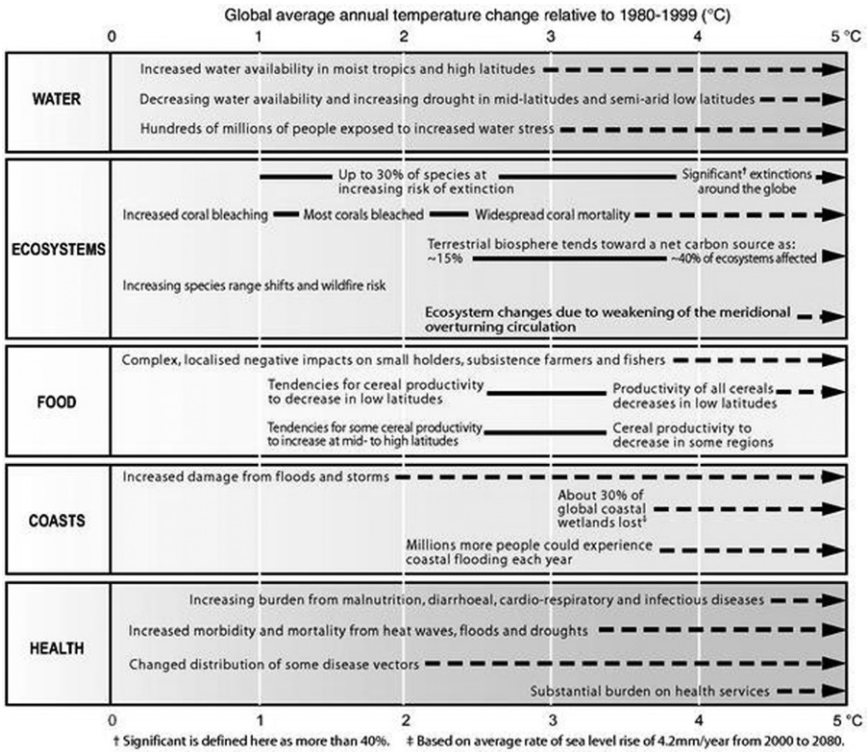 Global average annual temperature change relative to 1980-1999 (°C)
0 1 2 3 4 5 °C
WATER
Increased water availability in moist tropics and high latitudes
Decreasing water availability and increasing drought in mid-latitudes and semi-arid low latitudes
Hundreds of millions of people exposed to increased water stress
ECOSYSTEMS
Up to 30% of species at
increasing risk of extinction
Significant† extinctions
around the globe
Increased coral bleaching Most corals bleached Widespread coral mortality
Terrestrial biosphere tends toward a net carbon source as:
~15% ~40% of ecosystems affected
Increasing species range shifts and wildfire risk
Ecosystem changes due to weakening of the meridional
overturning circulation
FOOD
Complex, localised negative impacts on small holders, subsistence farmers and fishers
Tendencies for cereal productivity
to decrease in low latitudes
Productivity of all cereals
decreases in low latitudes
Tendencies for some cereal productivity
to increase at mid- to high latitudes
Cereal productivity to
decrease in some regions
COASTS
Increased damage from floods and storms
About 30% of
global coastal
wetlands lost‡
Millions more people could experience
coastal flooding each year
HEALTH
Increasing burden from malnutrition, diarrhoeal, cardio-respiratory and infectious diseases
Increased morbidity and mortality from heat waves, floods and droughts
Changed distribution of some disease vectors
Substantial burden on health services
0 1 2 3 4 5 °C
† Significant is defined here as more than 40%. ‡ Based on average rate of sea level rise of 4.2mm/year from 2000 to 2080.